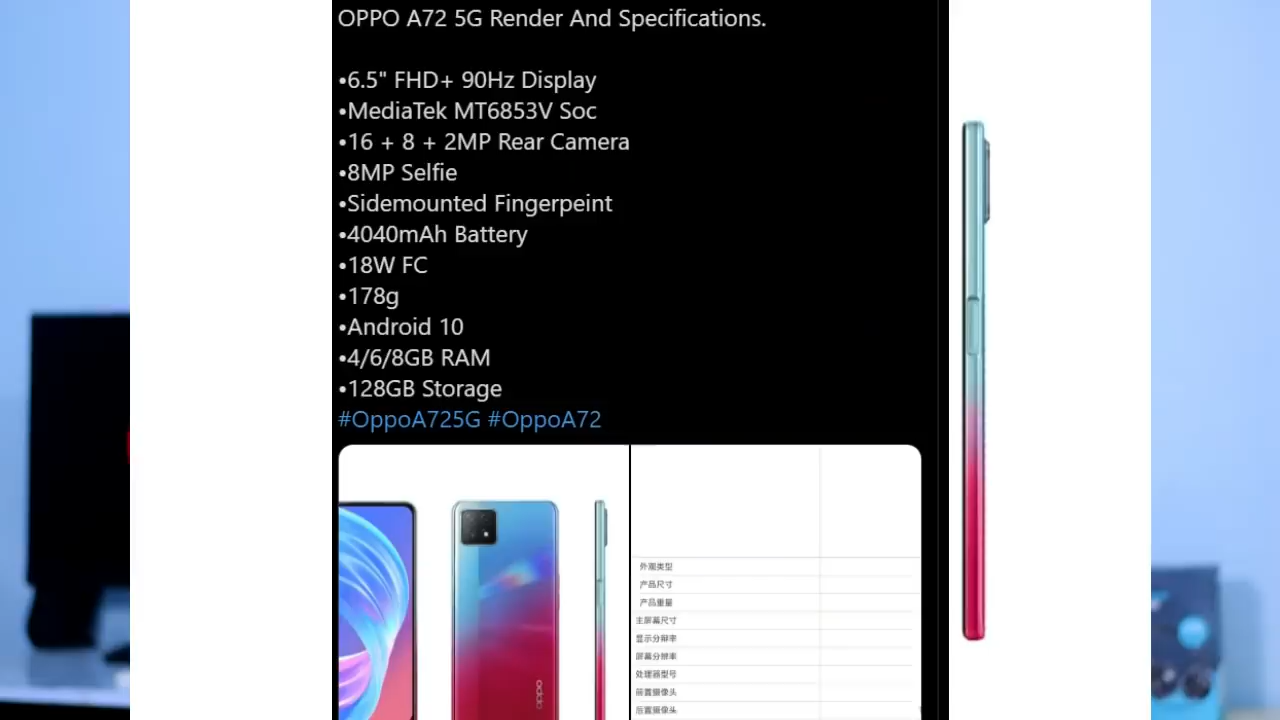 OPPO A72 5G Render And Specifications.
•6.5" FHD+ 90Hz Display
•MediaTek MT6853V Soc
•16 + 8 + 2MP Rear Camera
•8MP Selfie
•Sidemounted Fingerpeint
•4040mAh Battery
•18W FC
•178g
•Android 10
•4/6/8GB RAM
•128GB Storage
#OppoA725G #OppoA72
oppo
外观类型
产品尺寸
产品重量
主屏幕尺寸
显示分辩率
屏幕分辩率
处理器型号
前置摄像头
后置摄像头